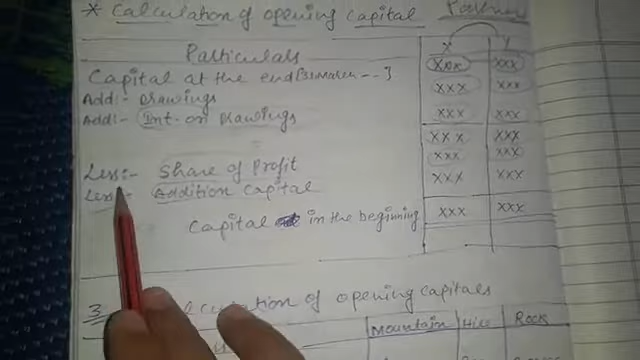 * Calculation of opening capital
Particulars X Y
Capital at the end xxx xxx
Add:- Drawings xxx xxx
Add:- Int. on Drawings xxx xxx
xxx xxx
Less:- Share of Profit xxx xxx
Less:- Addition Capital xxx xxx
Capital in the beginning xxx xxx
3. Calculation of opening capitals
Mountain Rock